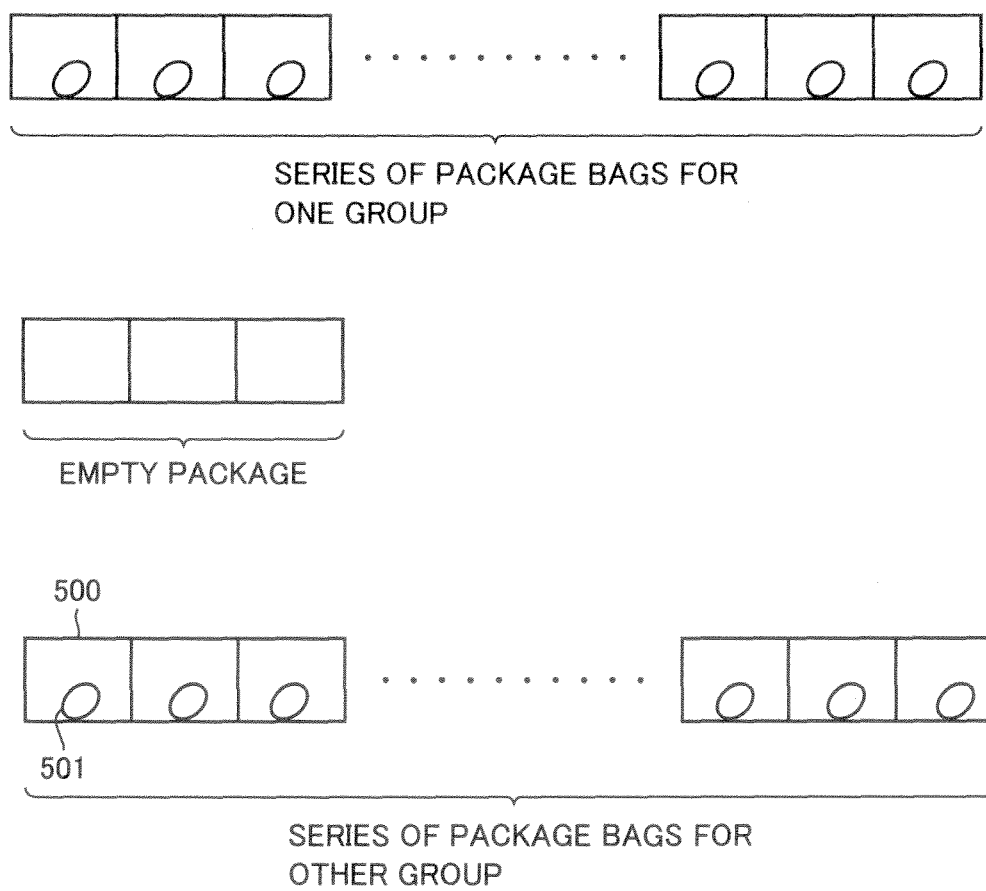 SERIES OF PACKAGE BAGS FOR
ONE GROUP
EMPTY PACKAGE
500
501
SERIES OF PACKAGE BAGS FOR
OTHER GROUP